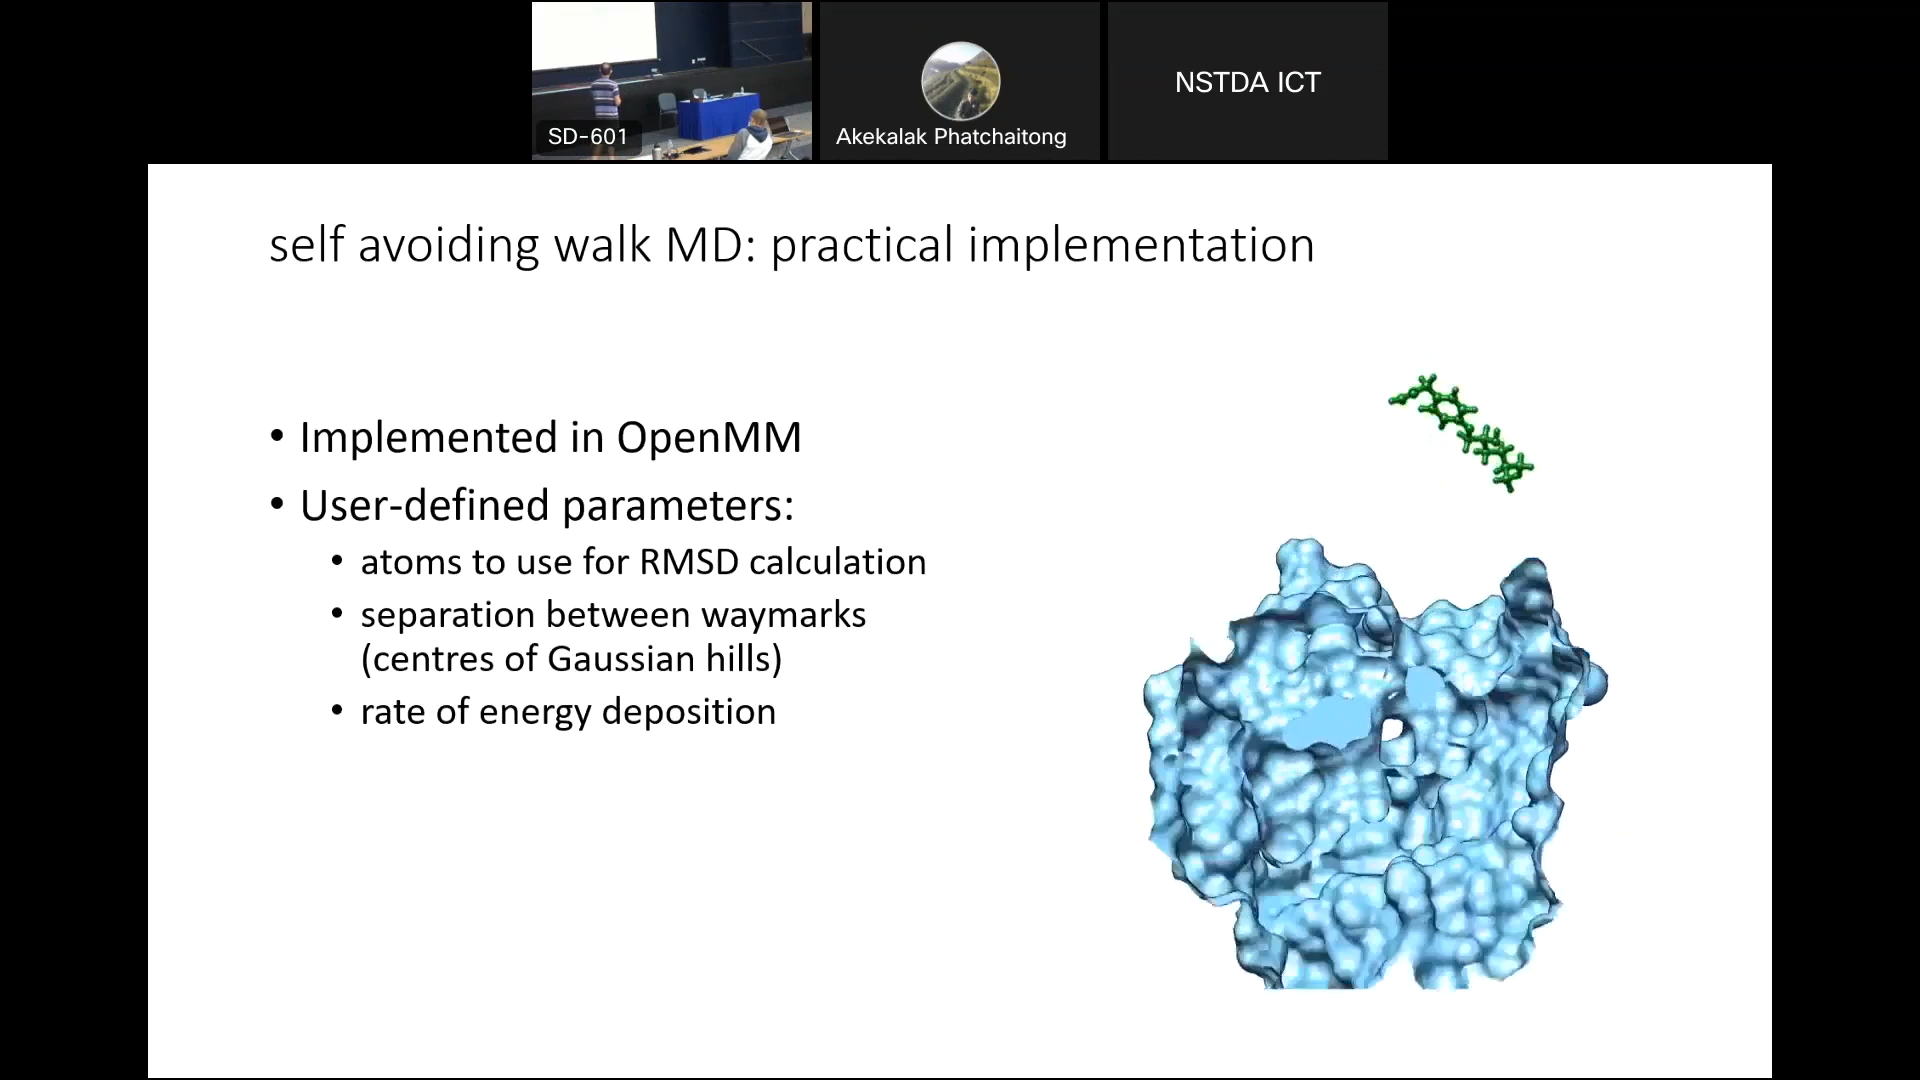 SD-601
Akekalak Phatchaitong
NSTDA ICT
self avoiding walk MD: practical implementation
• Implemented in OpenMM
• User-defined parameters:
• atoms to use for RMSD calculation
• separation between waymarks
(centres of Gaussian hills)
• rate of energy deposition